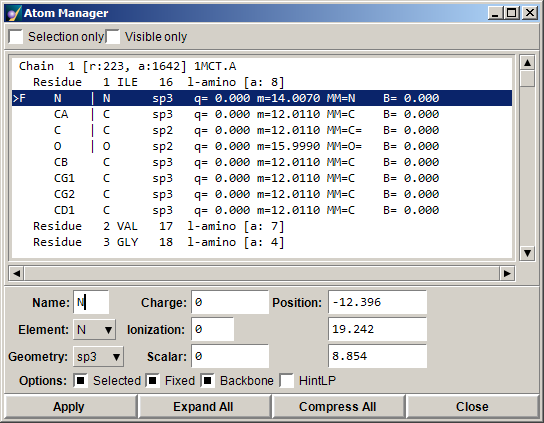 Atom Manager
Selection only Visible only
Chain 1 [r:223, a:1642] 1MCT.A
Residue 1 ILE 16 l-amino [a: 8]
>F N | N sp3 q= 0.000 m=14.0070 MM=N B= 0.000
CA | C sp3 q= 0.000 m=12.0110 MM=C B= 0.000
C | C sp2 q= 0.000 m=12.0110 MM=C= B= 0.000
O | O sp2 q= 0.000 m=15.9990 MM=O= B= 0.000
CB C sp3 q= 0.000 m=12.0110 MM=C B= 0.000
CG1 C sp3 q= 0.000 m=12.0110 MM=C B= 0.000
CG2 C sp3 q= 0.000 m=12.0110 MM=C B= 0.000
CD1 C sp3 q= 0.000 m=12.0110 MM=C B= 0.000
Residue 2 VAL 17 l-amino [a: 7]
Residue 3 GLY 18 l-amino [a: 4]
Name: N Charge: 0 Position: -12.396
Element: N Ionization: 0 19.242
Geometry: sp3 Scalar: 0 8.854
Options: Selected Fixed Backbone HintLP
Apply Expand All Compress All Close